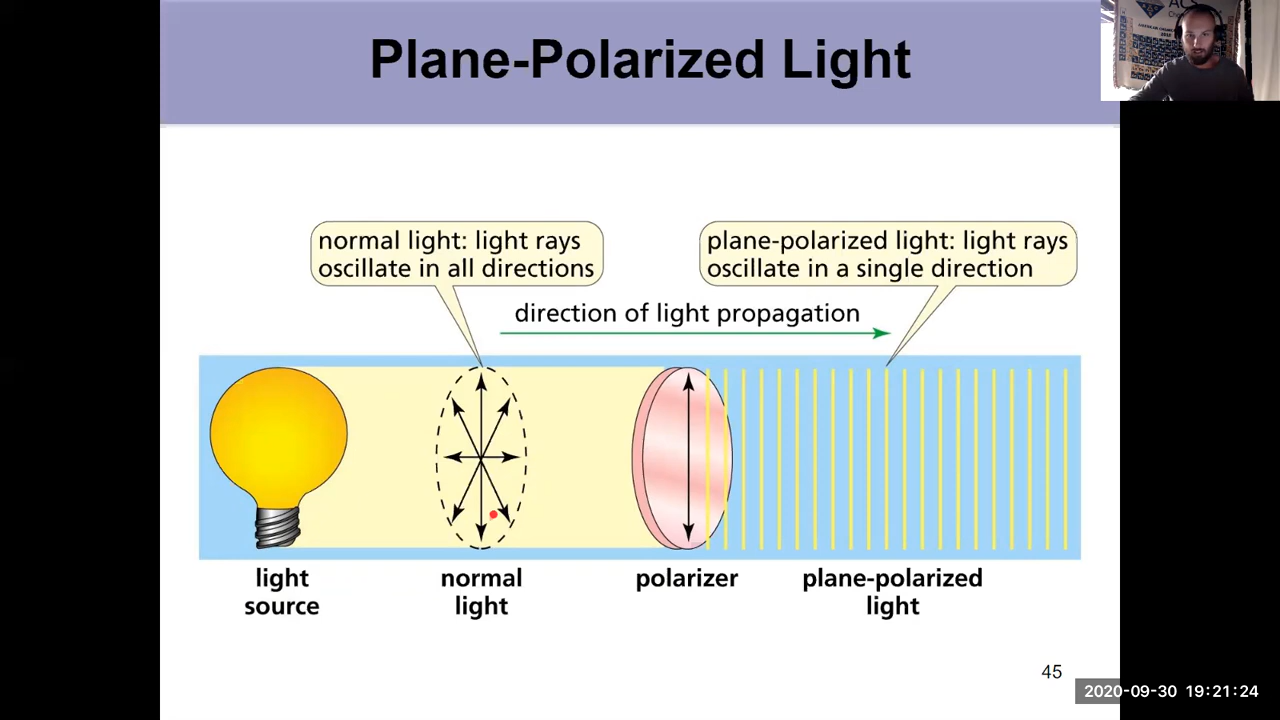 Plane-Polarized Light
normal light: light rays
oscillate in all directions
plane-polarized light: light rays
oscillate in a single direction
direction of light propagation
light
source
normal
light
polarizer
plane-polarized
light
45
2020-09-30 19:21:24